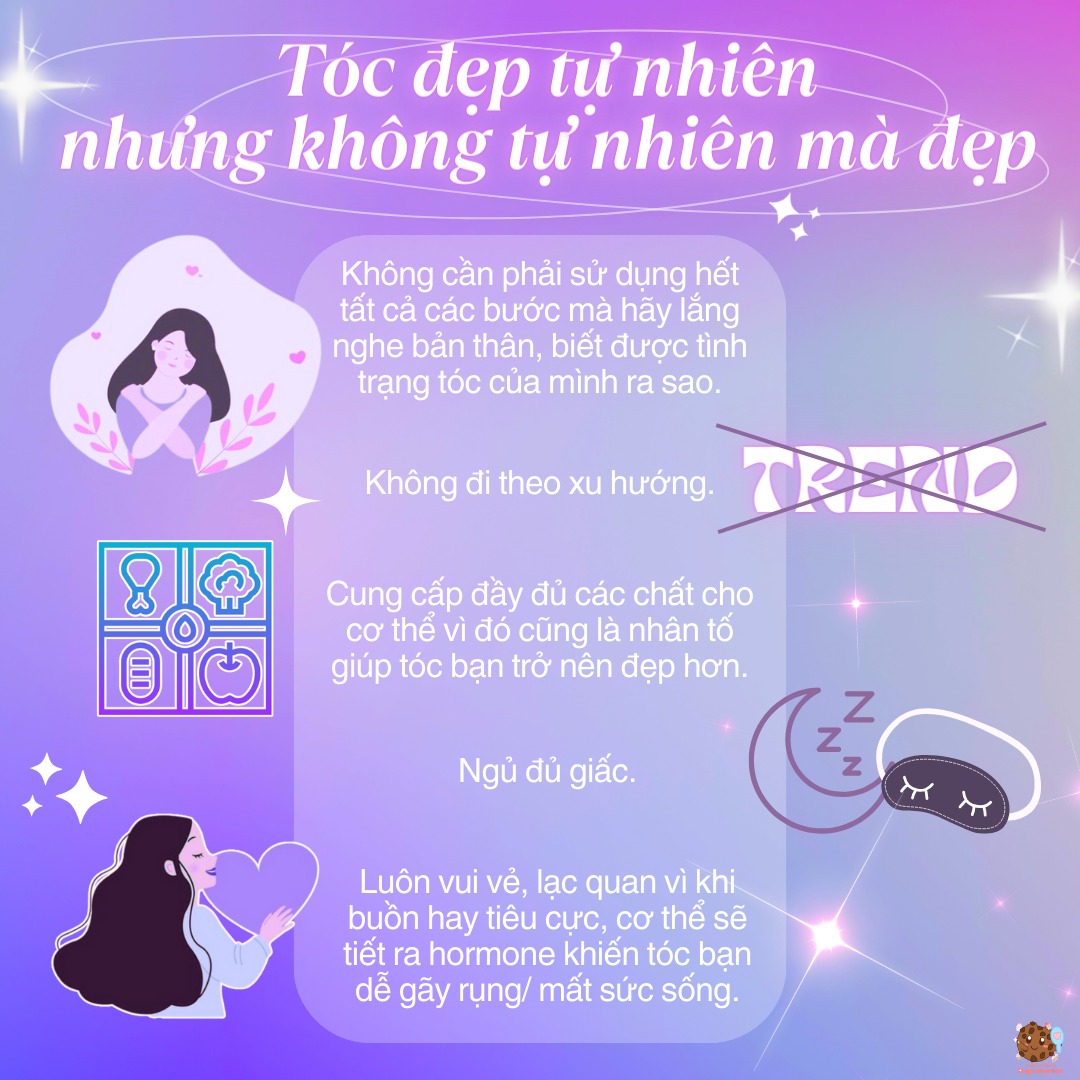 Tóc đẹp tự nhiên
nhưng không tự nhiên mà đẹp
Không cần phải sử dụng hết
tất cả các bước mà hãy lắng
nghe bản thân, biết được tình
trạng tóc của mình ra sao.
Không đi theo xu hướng.
TREND
Cung cấp đầy đủ các chất cho
cơ thể vì đó cũng là nhân tố
giúp tóc bạn trở nên đẹp hơn.
Z
Z
z
Ngủ đủ giấc.
Luôn vui vẻ, lạc quan vì khi
buồn hay tiêu cực, cơ thể sẽ
tiết ra hormone khiến tóc bạn
dễ gãy rụng/ mất sức sống.